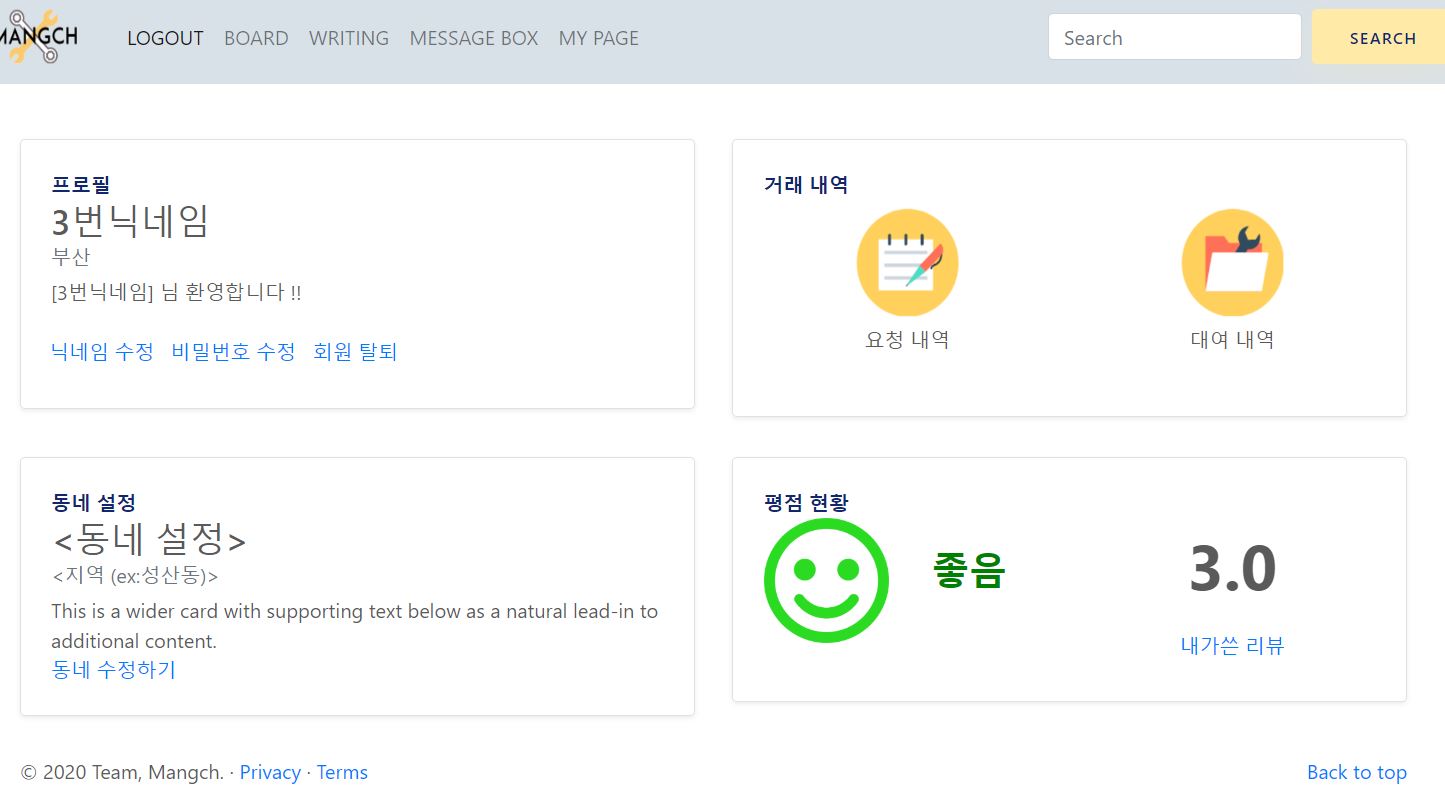 MANGCH
LOGOUT BOARD WRITING MESSAGE BOX MY PAGE Search SEARCH
프로필
3번닉네임
부산
[3번닉네임] 님 환영합니다 !!
닉네임 수정 비밀번호 수정 회원 탈퇴
거래 내역
요청 내역 대여 내역
동네 설정
<동네 설정>
<지역 (ex:성산동)>
This is a wider card with supporting text below as a natural lead-in to
additional content.
동네 수정하기
평점 현황
좋음 3.0
내가쓴 리뷰
© 2020 Team, Mangch. · Privacy · Terms
Back to top